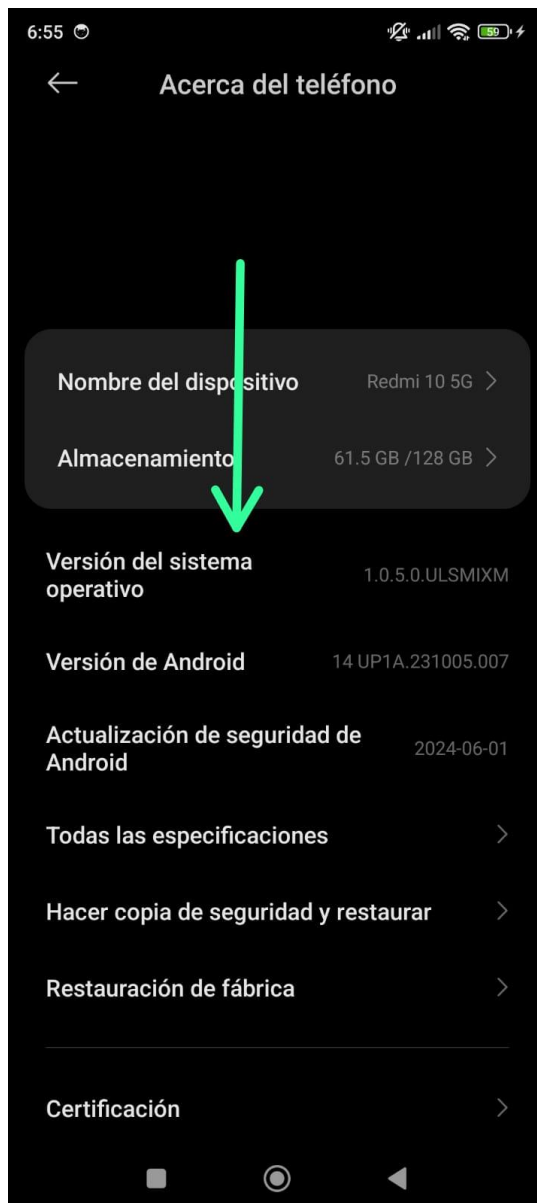 6:55
59
Acerca del teléfono
Nombre del dispositivo Redmi 10 5G
Almacenamiento 61.5 GB /128 GB
Versión del sistema
operativo 1.0.5.0.ULSMIXM
Versión de Android 14 UP1A.231005.007
Actualización de seguridad de
Android 2024-06-01
Todas las especificaciones
Hacer copia de seguridad y restaurar
Restauración de fábrica
Certificación